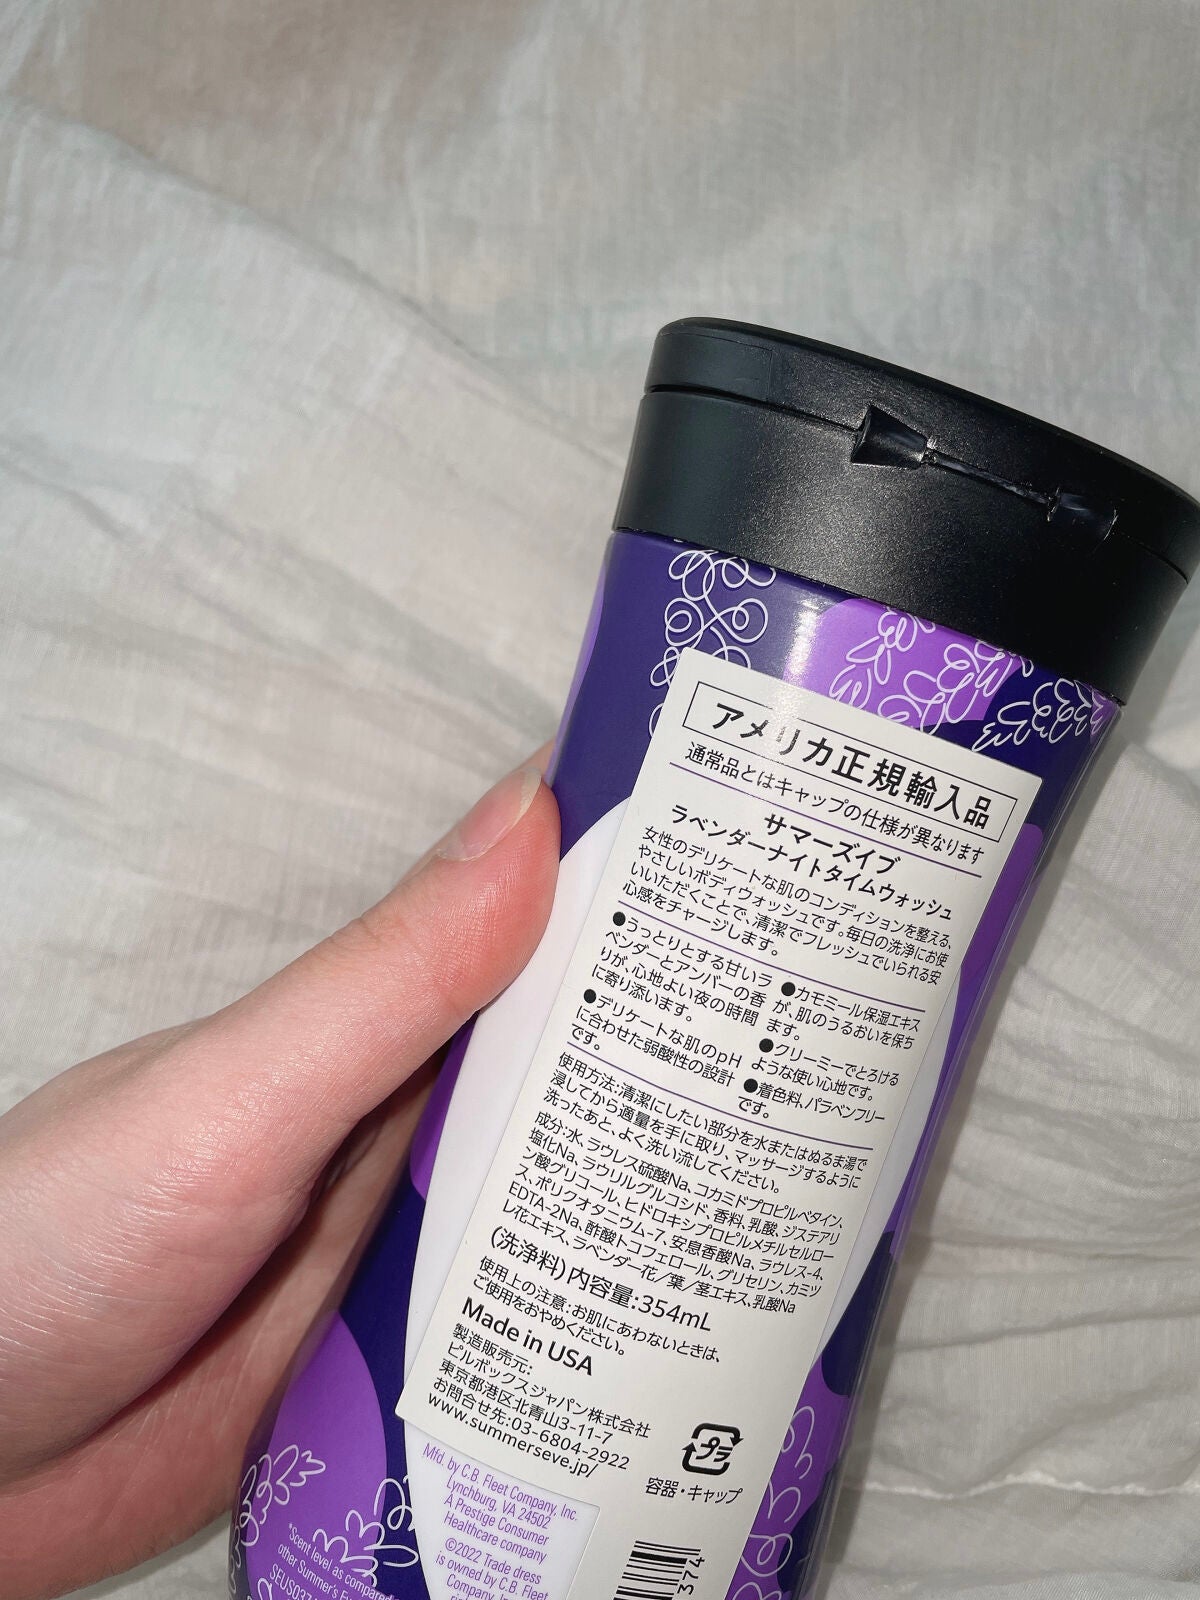 アメリカ正規輸入品
通常品とはキャップの仕様が異なります
サマーズイブ
ラベンダーナイトタイムウォッシュ
女性のデリケートな肌のコンディションを整える、
やさしいボディウォッシュです。毎日の洗浄にお使
いいただくことで、清潔でフレッシュでいられる安
心感をチャージします。
●うっとりとする甘いラ
ベンダーとアンバーの香
りが、心地よい夜の時間
に寄り添います。
●デリケートな肌のpH
に合わせた弱酸性の設計
です。
●カモミール保湿エキス
が、肌のうるおいを保ち
ます。
●クリーミーでとろける
ような使い心地です。
●着色料、パラベンフリー
です。
使用方法:清潔にしたい部分を水またはぬるま湯で
浸してから適量を手に取り、マッサージするように
洗ったあと、よく洗い流してください。
成分:水、ラウレス硫酸Na、コカミドプロピルベタイン、
塩化Na、ラウリルグルコシド、香料、乳酸、ジステアリ
ン酸グリコール、ヒドロキシプロピルメチルセルロー
ス、ポリクオタニウム-7、安息香酸Na、ラウレス-4、
EDTA-2Na、酢酸トコフェロール、グリセリン、カミツ
レ花エキス、ラベンダー花/葉/茎エキス、乳酸Na
(洗浄料) 内容量:354mL
使用上の注意:お肌にあわないときは、
ご使用をおやめください。
Made in USA
製造販売元:
ピルボックスジャパン株式会社
東京都港区北青山3-11-7
お問合せ先:03-6804-2922
www.summerseve.jp/
プラ
容器・キャップ
Mfd. by C.B. Fleet Company, Inc.
Lynchburg, VA 24502
A Prestige Consumer
Healthcare company
©2022 Trade dress
is owned by C.B. Fleet
Company, Inc.
*Scent level as compared
other Summer's
374